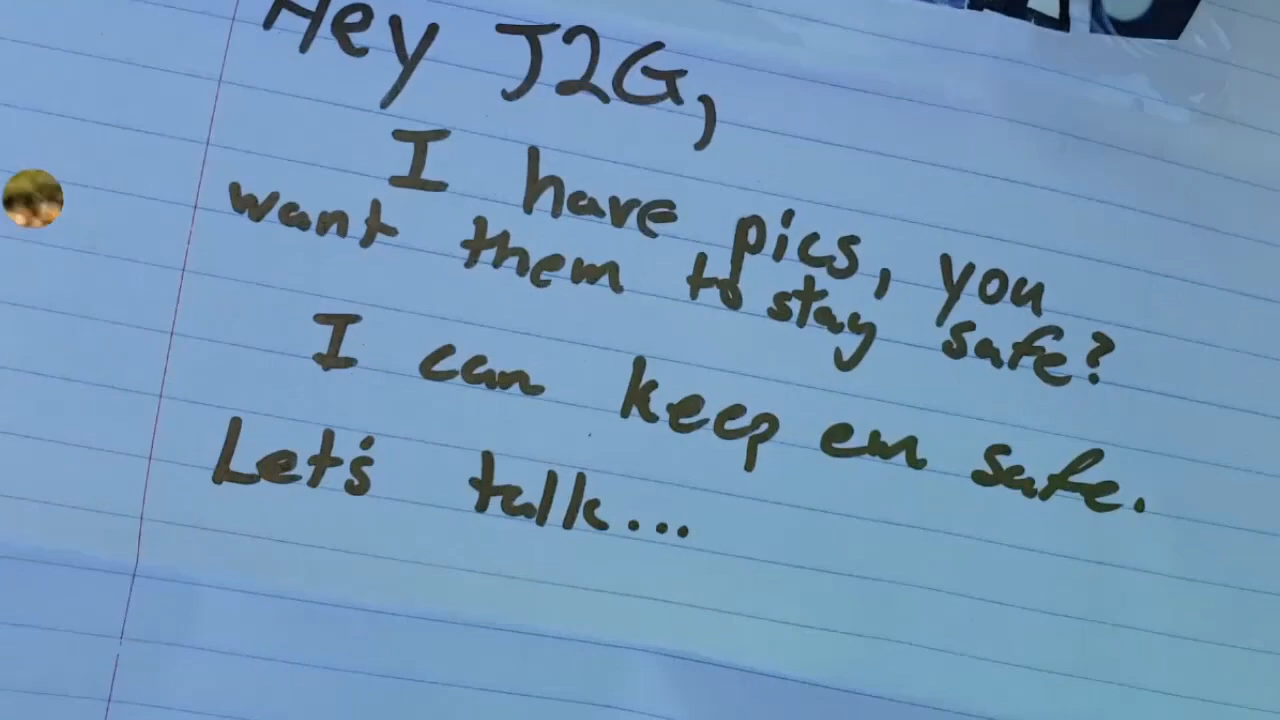 Hey J2G,
I have pics, you
want them to stay safe?
I can keep em safe.
Let's talk...